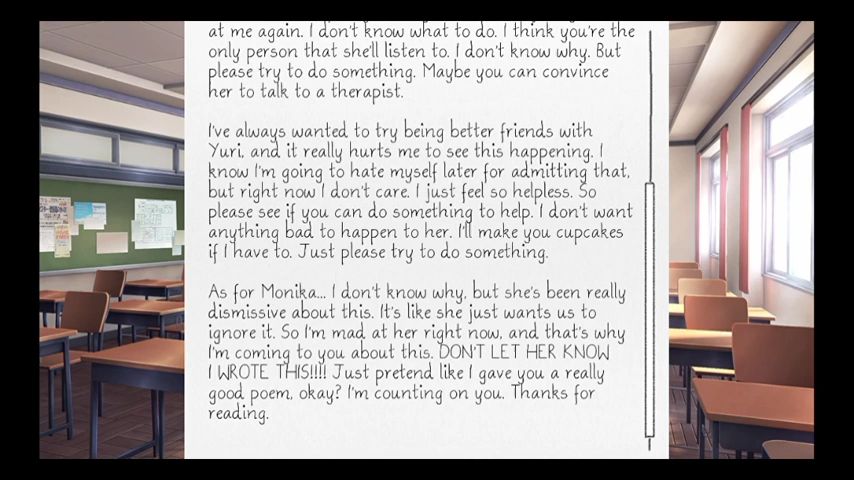 at me again. I don't know what to do. I think you're the
only person that she'll listen to. I don't know why. But
please try to do something. Maybe you can convince
her to talk to a therapist.
I've always wanted to try being better friends with
Yuri, and it really hurts me to see this happening. I
know I'm going to hate myself later for admitting that,
but right now I don't care. I just feel so helpless. So
please see if you can do something to help. I don't want
anything bad to happen to her. I'll make you cupcakes
if I have to. Just please try to do something.
As for Monika... I don't know why, but she's been really
dismissive about this. It's like she just wants us to
ignore it. So I'm mad at her right now, and that's why
I'm coming to you about this. DON'T LET HER KNOW
I WROTE THIS!!!! Just pretend like I gave you a really
good poem, okay? I'm counting on you. Thanks for
reading.